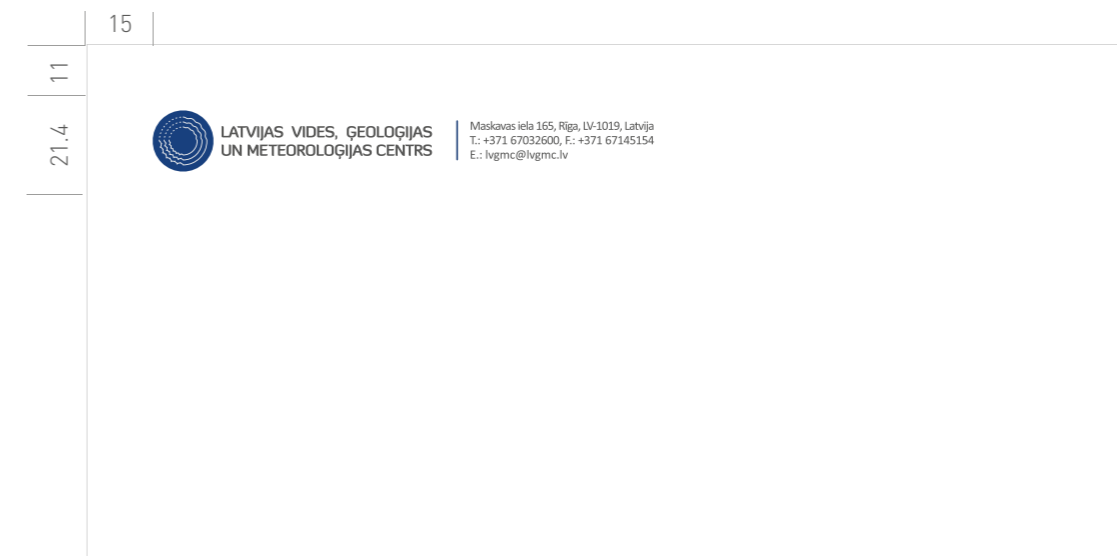 15
11
21.4
LATVIJAS VIDES, ĢEOLOĢIJAS
UN METEOROLOĢIJAS CENTRS
Maskavas iela 165, Rīga, LV-1019, Latvija
T.: +371 67032600, F.: +371 67145154
E.: lvgmc@lvgmc.lv